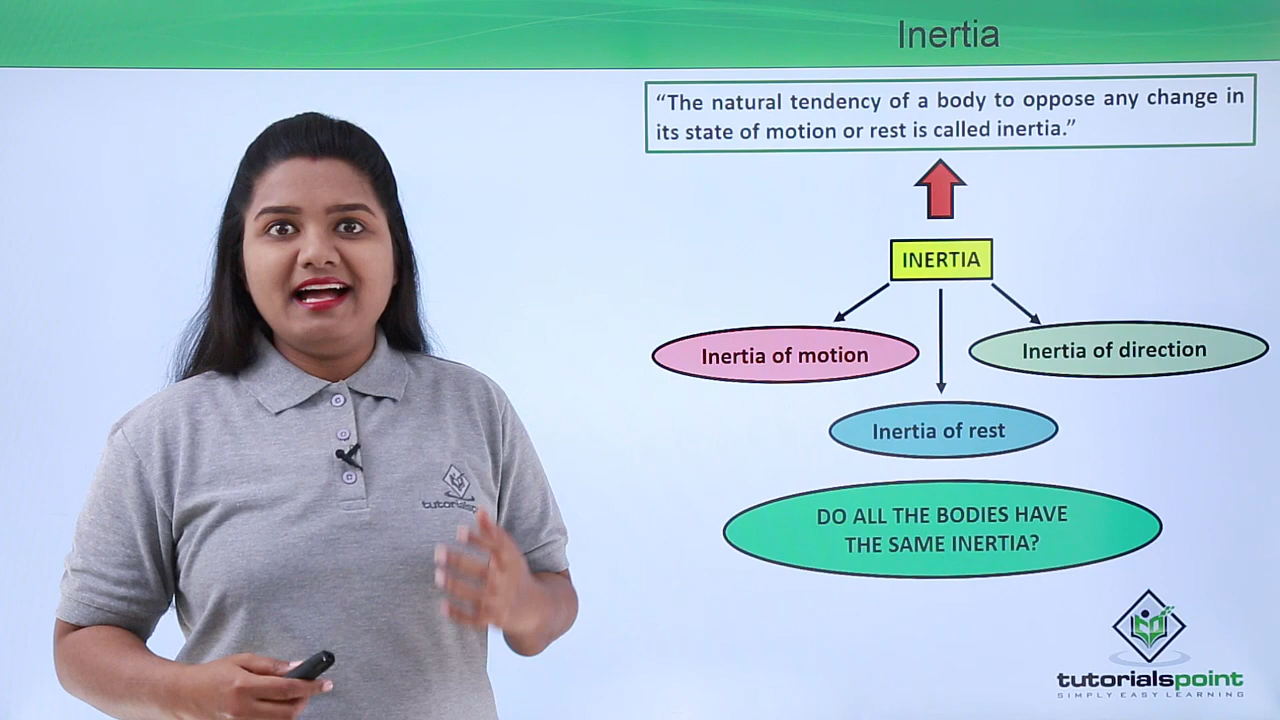 Inertia
“The natural tendency of a body to oppose any change in
its state of motion or rest is called inertia.”
INERTIA
Inertia of motion
Inertia of direction
Inertia of rest
DO ALL THE BODIES HAVE
THE SAME INERTIA?
tutorialspoint
SIMPLY EASY LEARNING